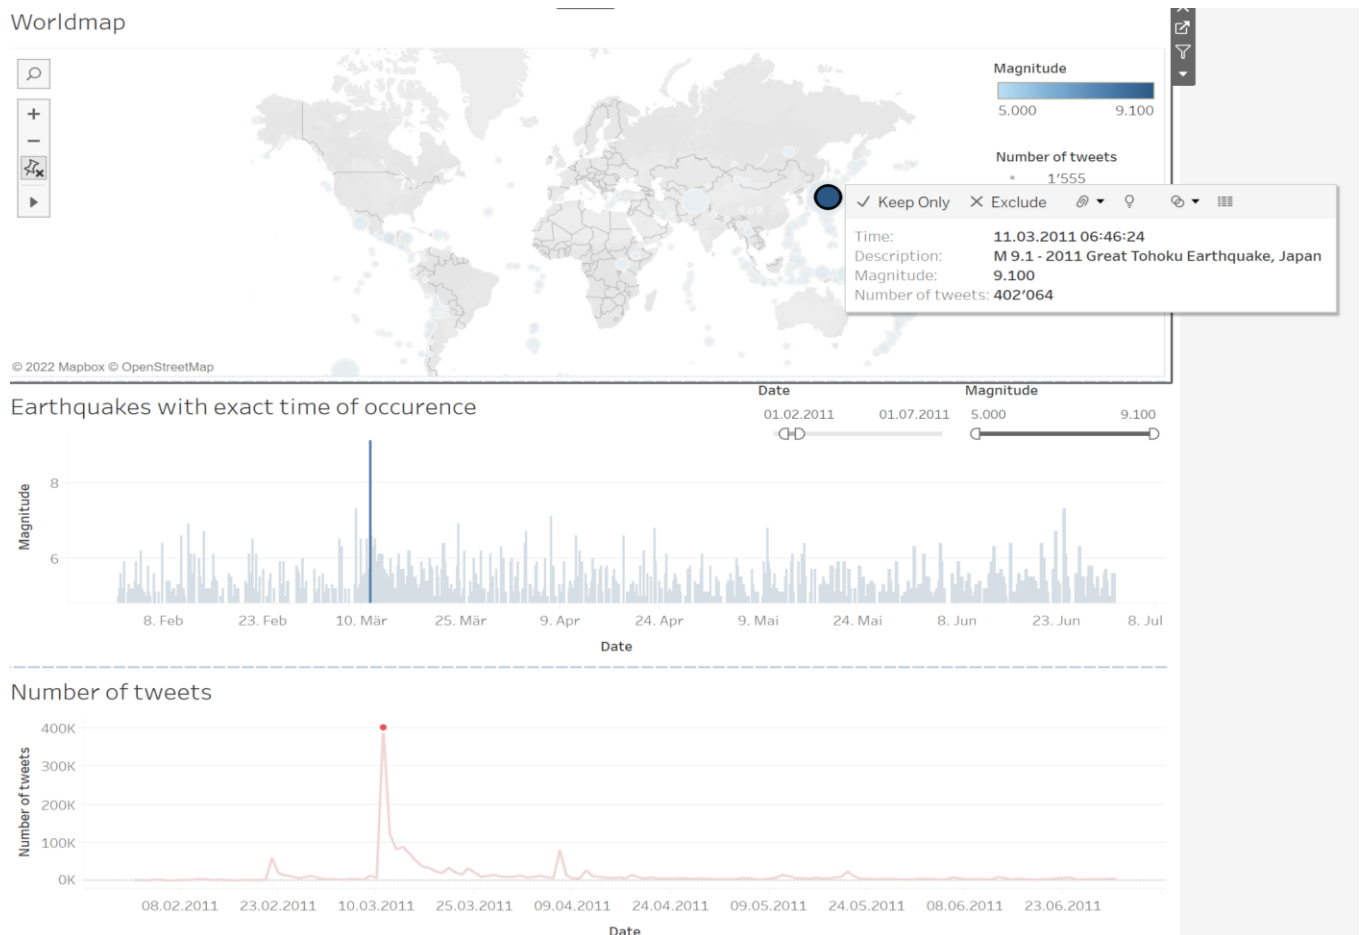 Worldmap
Magnitude
5.000 9.100
Number of tweets
1'555
Keep Only Exclude
Time: 11.03.2011 06:46:24
Description: M 9.1 - 2011 Great Tohoku Earthquake, Japan
Magnitude: 9.100
Number of tweets: 402'064
© 2022 Mapbox © OpenStreetMap
Earthquakes with exact time of occurence
Date
01.02.2011 01.07.2011
Magnitude
5.000 9.100
Magnitude
8
6
8. Feb 23. Feb 10. Mär 25. Mär 9. Apr 24. Apr 9. Mai 24. Mai 8. Jun 23. Jun 8. Jul
Date
Number of tweets
Number of tweets
400K
300K
200K
100K
0K
08.02.2011 23.02.2011 10.03.2011 25.03.2011 09.04.2011 24.04.2011 09.05.2011 24.05.2011 08.06.2011 23.06.2011
Date